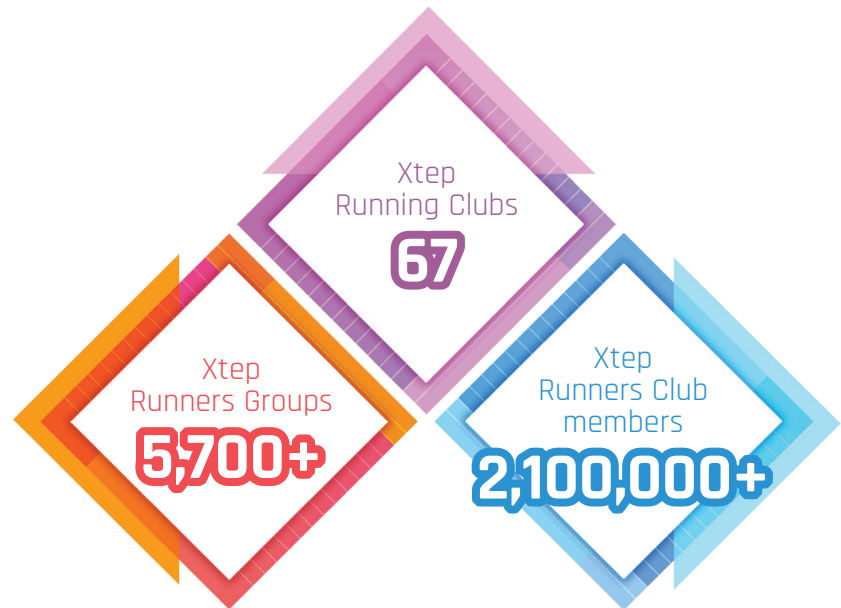 Xtep
Running Clubs
67
Xtep
Runners Groups
5,700+
Xtep
Runners Club
members
2,100,000+